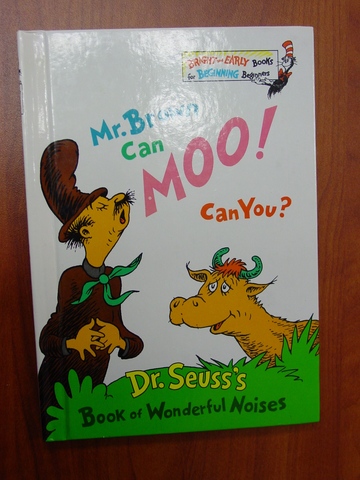 BRIGHT and EARLY Books
for BEGINNING Beginners
Mr. Brown
Can
MOO!
Can You?
Dr. Seuss's
Book of Wonderful Noises